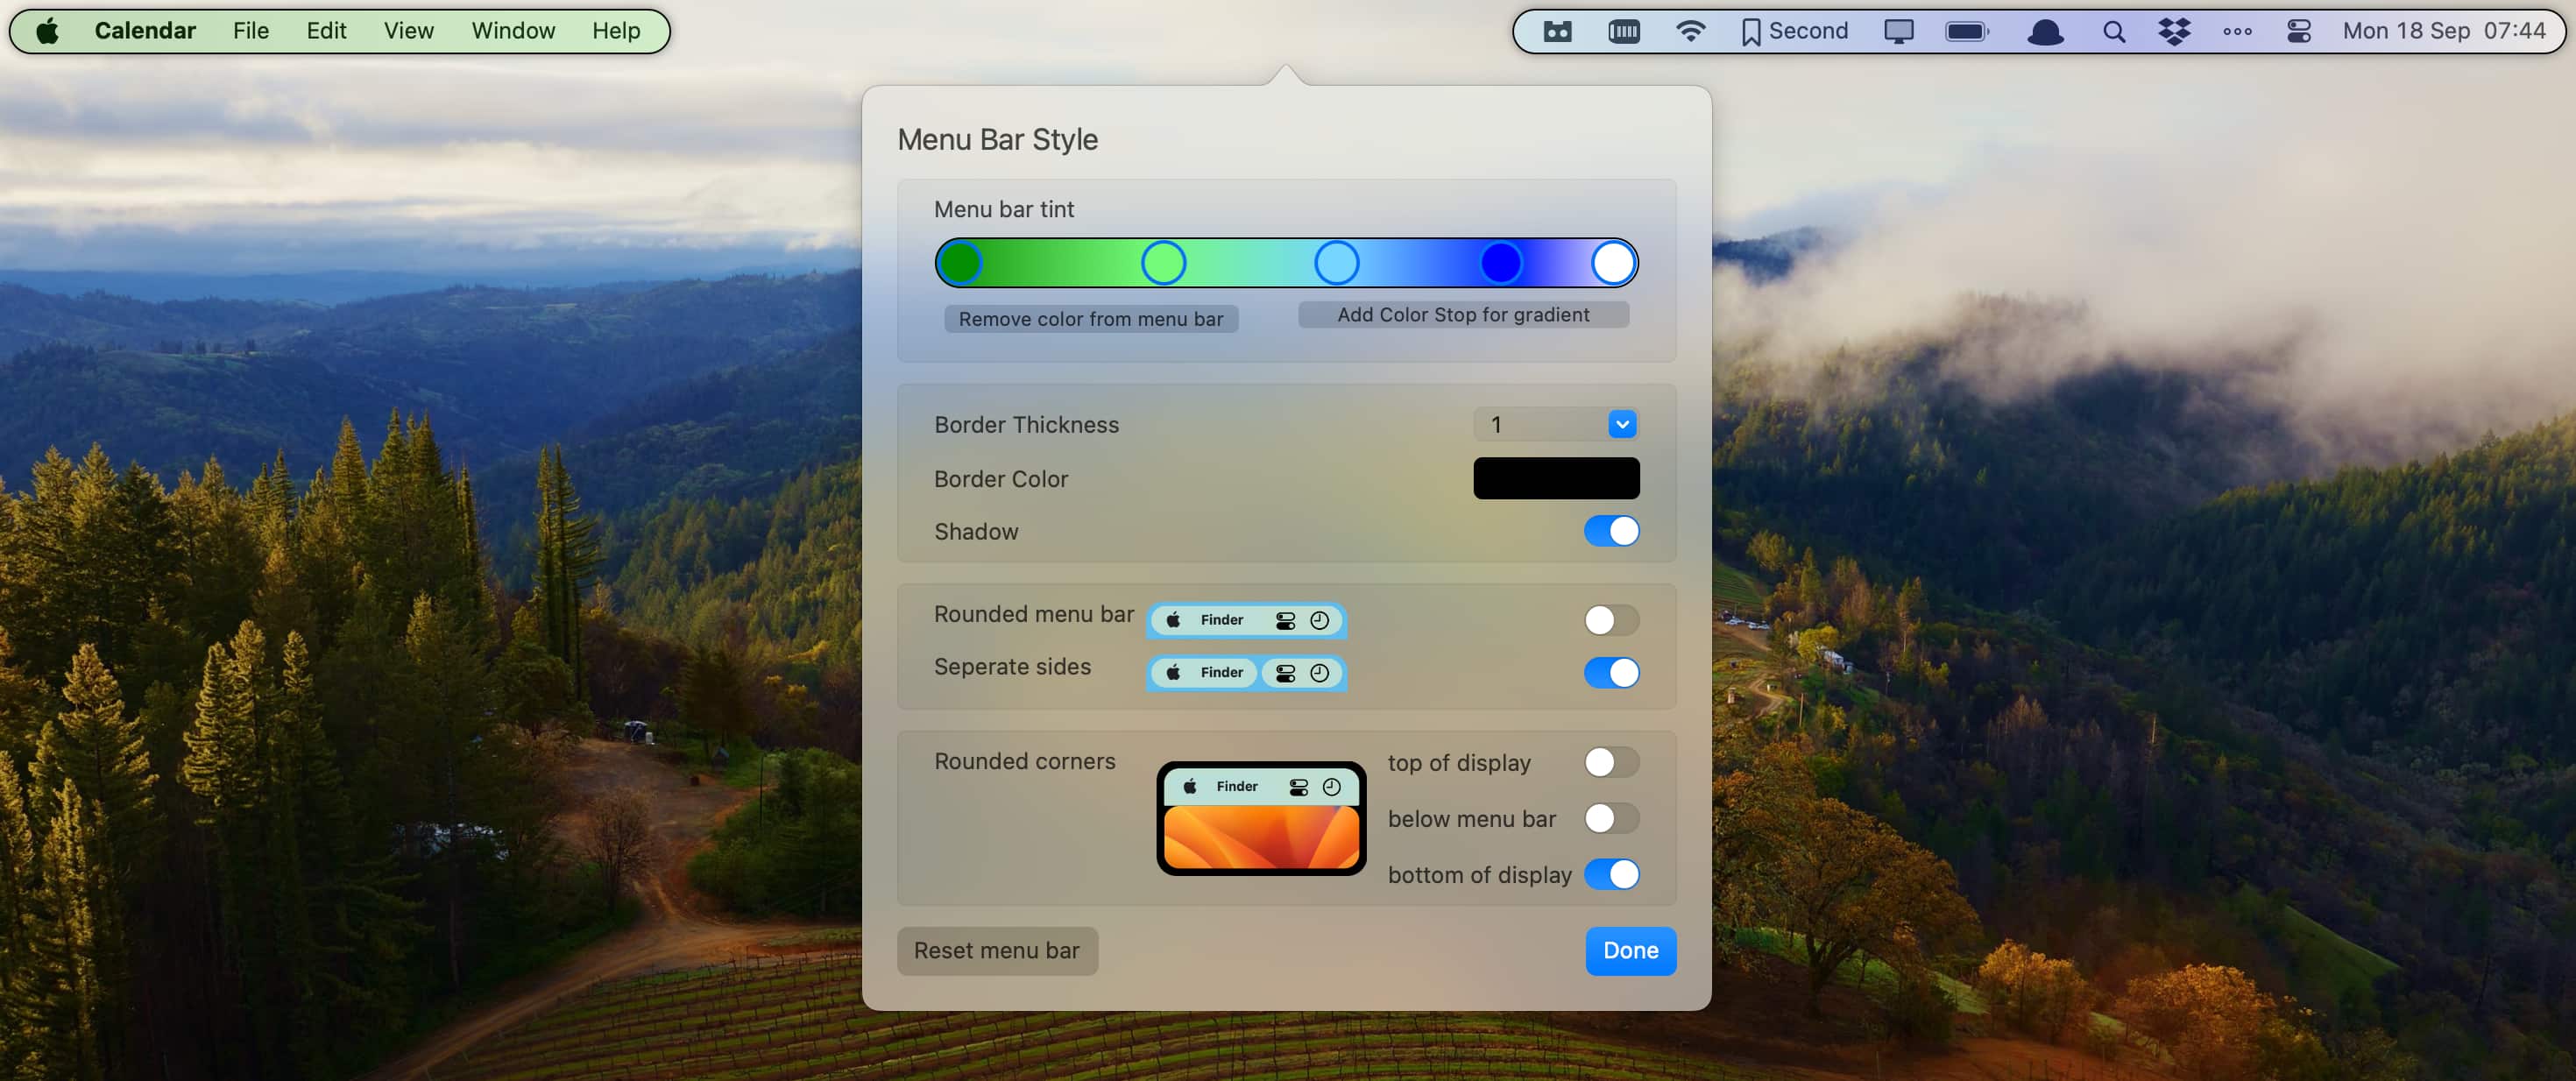 Calendar File Edit View Window Help
Second Mon 18 Sep 07:44
Menu Bar Style
Menu bar tint
Remove color from menu bar Add Color Stop for gradient
Border Thickness 1
Border Color
Shadow
Rounded menu bar Finder
Seperate sides Finder
Rounded corners Finder top of display
below menu bar
bottom of display
Reset menu bar Done